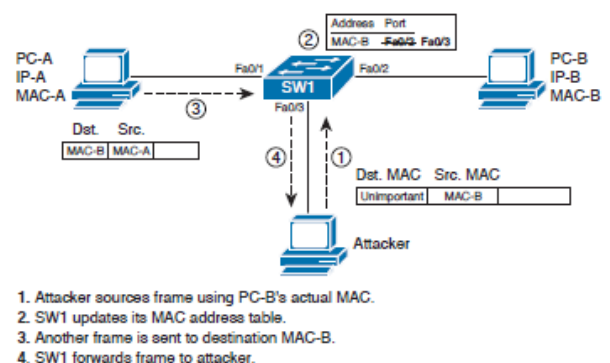 Address Port
MAC-B Fa0/2 Fa0/3
②
PC-A
IP-A
MAC-A
Fa0/1
SW1
Fa0/2
PC-B
IP-B
MAC-B
③
Fa0/3
Dst. Src.
MAC-B MAC-A
④
①
Dst. MAC Src. MAC
Unimportant MAC-B
Attacker
1. Attacker sources frame using PC-B's actual MAC.
2. SW1 updates its MAC address table.
3. Another frame is sent to destination MAC-B.
4. SW1 forwards frame to attacker.